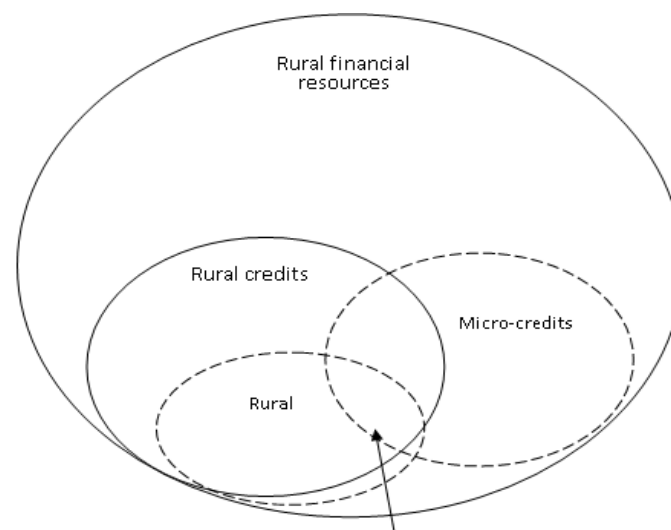 Rural financial
resources
Rural credits
Micro-credits
Rural